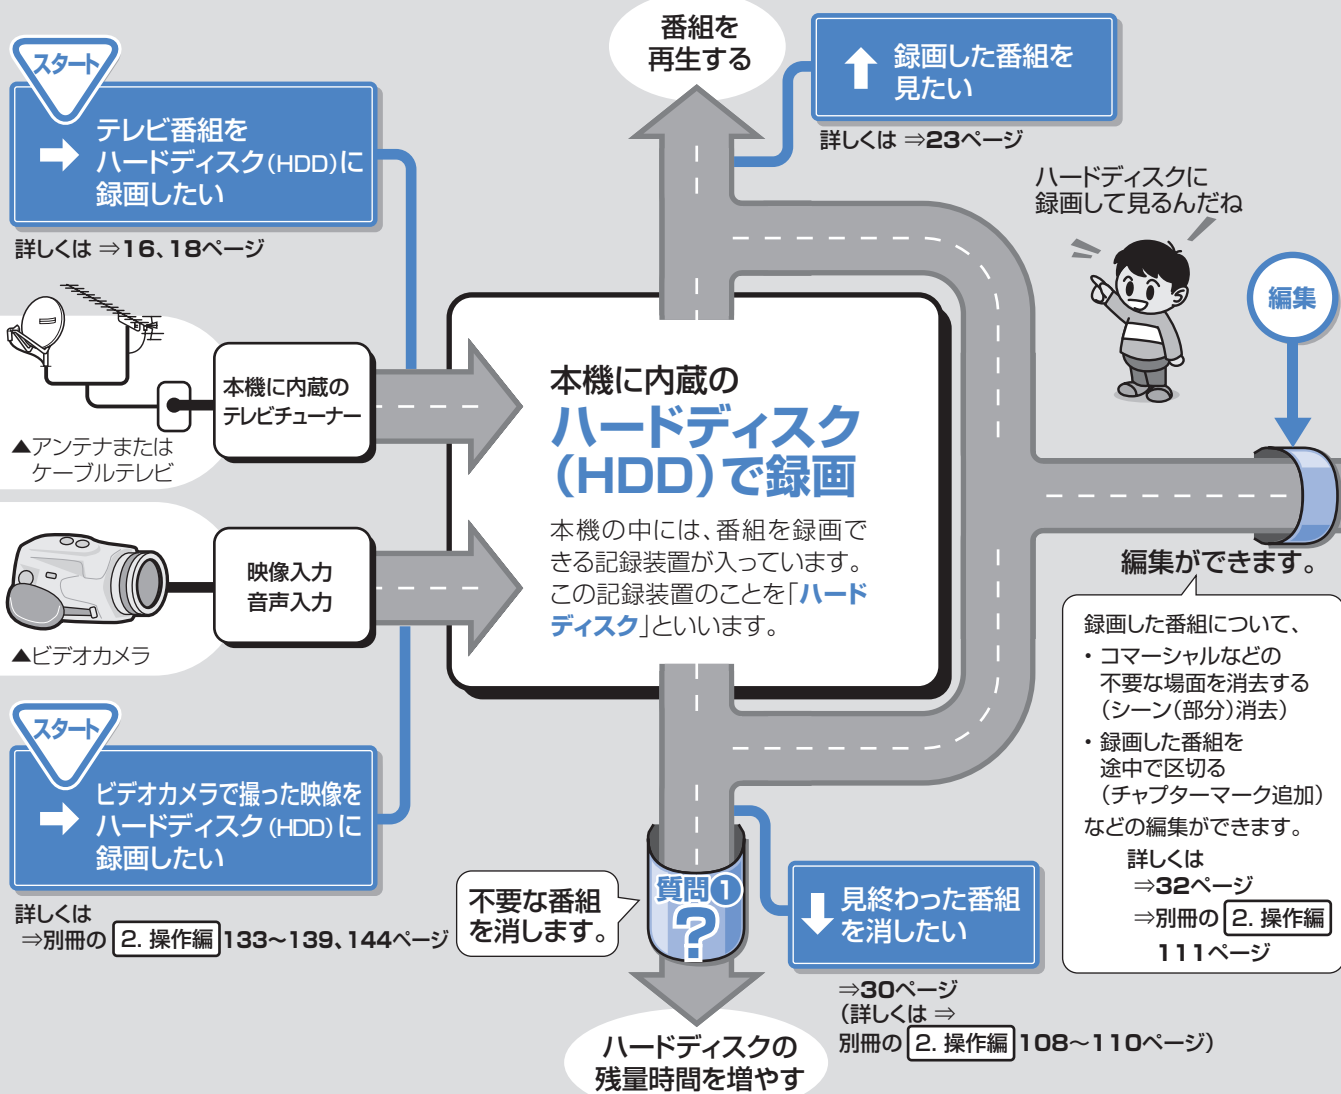 スタート
テレビ番組を
ハードディスク(HDD)に
録画したい
詳しくは ⇒16、18ページ
番組を
再生する
録画した番組を
見たい
詳しくは ⇒23ページ
ハードディスクに
録画して見るんだね
編集
▲アンテナまたは
ケーブルテレビ
本機に内蔵の
テレビチューナー
▲ビデオカメラ
映像入力
音声入力
本機に内蔵の
ハードディスク
(HDD)で録画
本機の中には、番組を録画で
きる記録装置が入っています。
この記録装置のことを「ハード
ディスク」といいます。
編集ができます。
録画した番組について、
・コマーシャルなどの
不要な場面を消去する
(シーン(部分)消去)
・録画した番組を
途中で区切る
(チャプターマーク追加)
などの編集ができます。
詳しくは
⇒32ページ
⇒別冊の 2. 操作編
111ページ
スタート
ビデオカメラで撮った映像を
ハードディスク(HDD)に
録画したい
詳しくは
⇒別冊の 2. 操作編 133〜139、144ページ
不要な番組
を消します。
質問①
?
見終わった番組
を消したい
⇒30ページ
(詳しくは ⇒
別冊の 2. 操作編 108〜110ページ)
ハードディスクの
残量時間を増やす